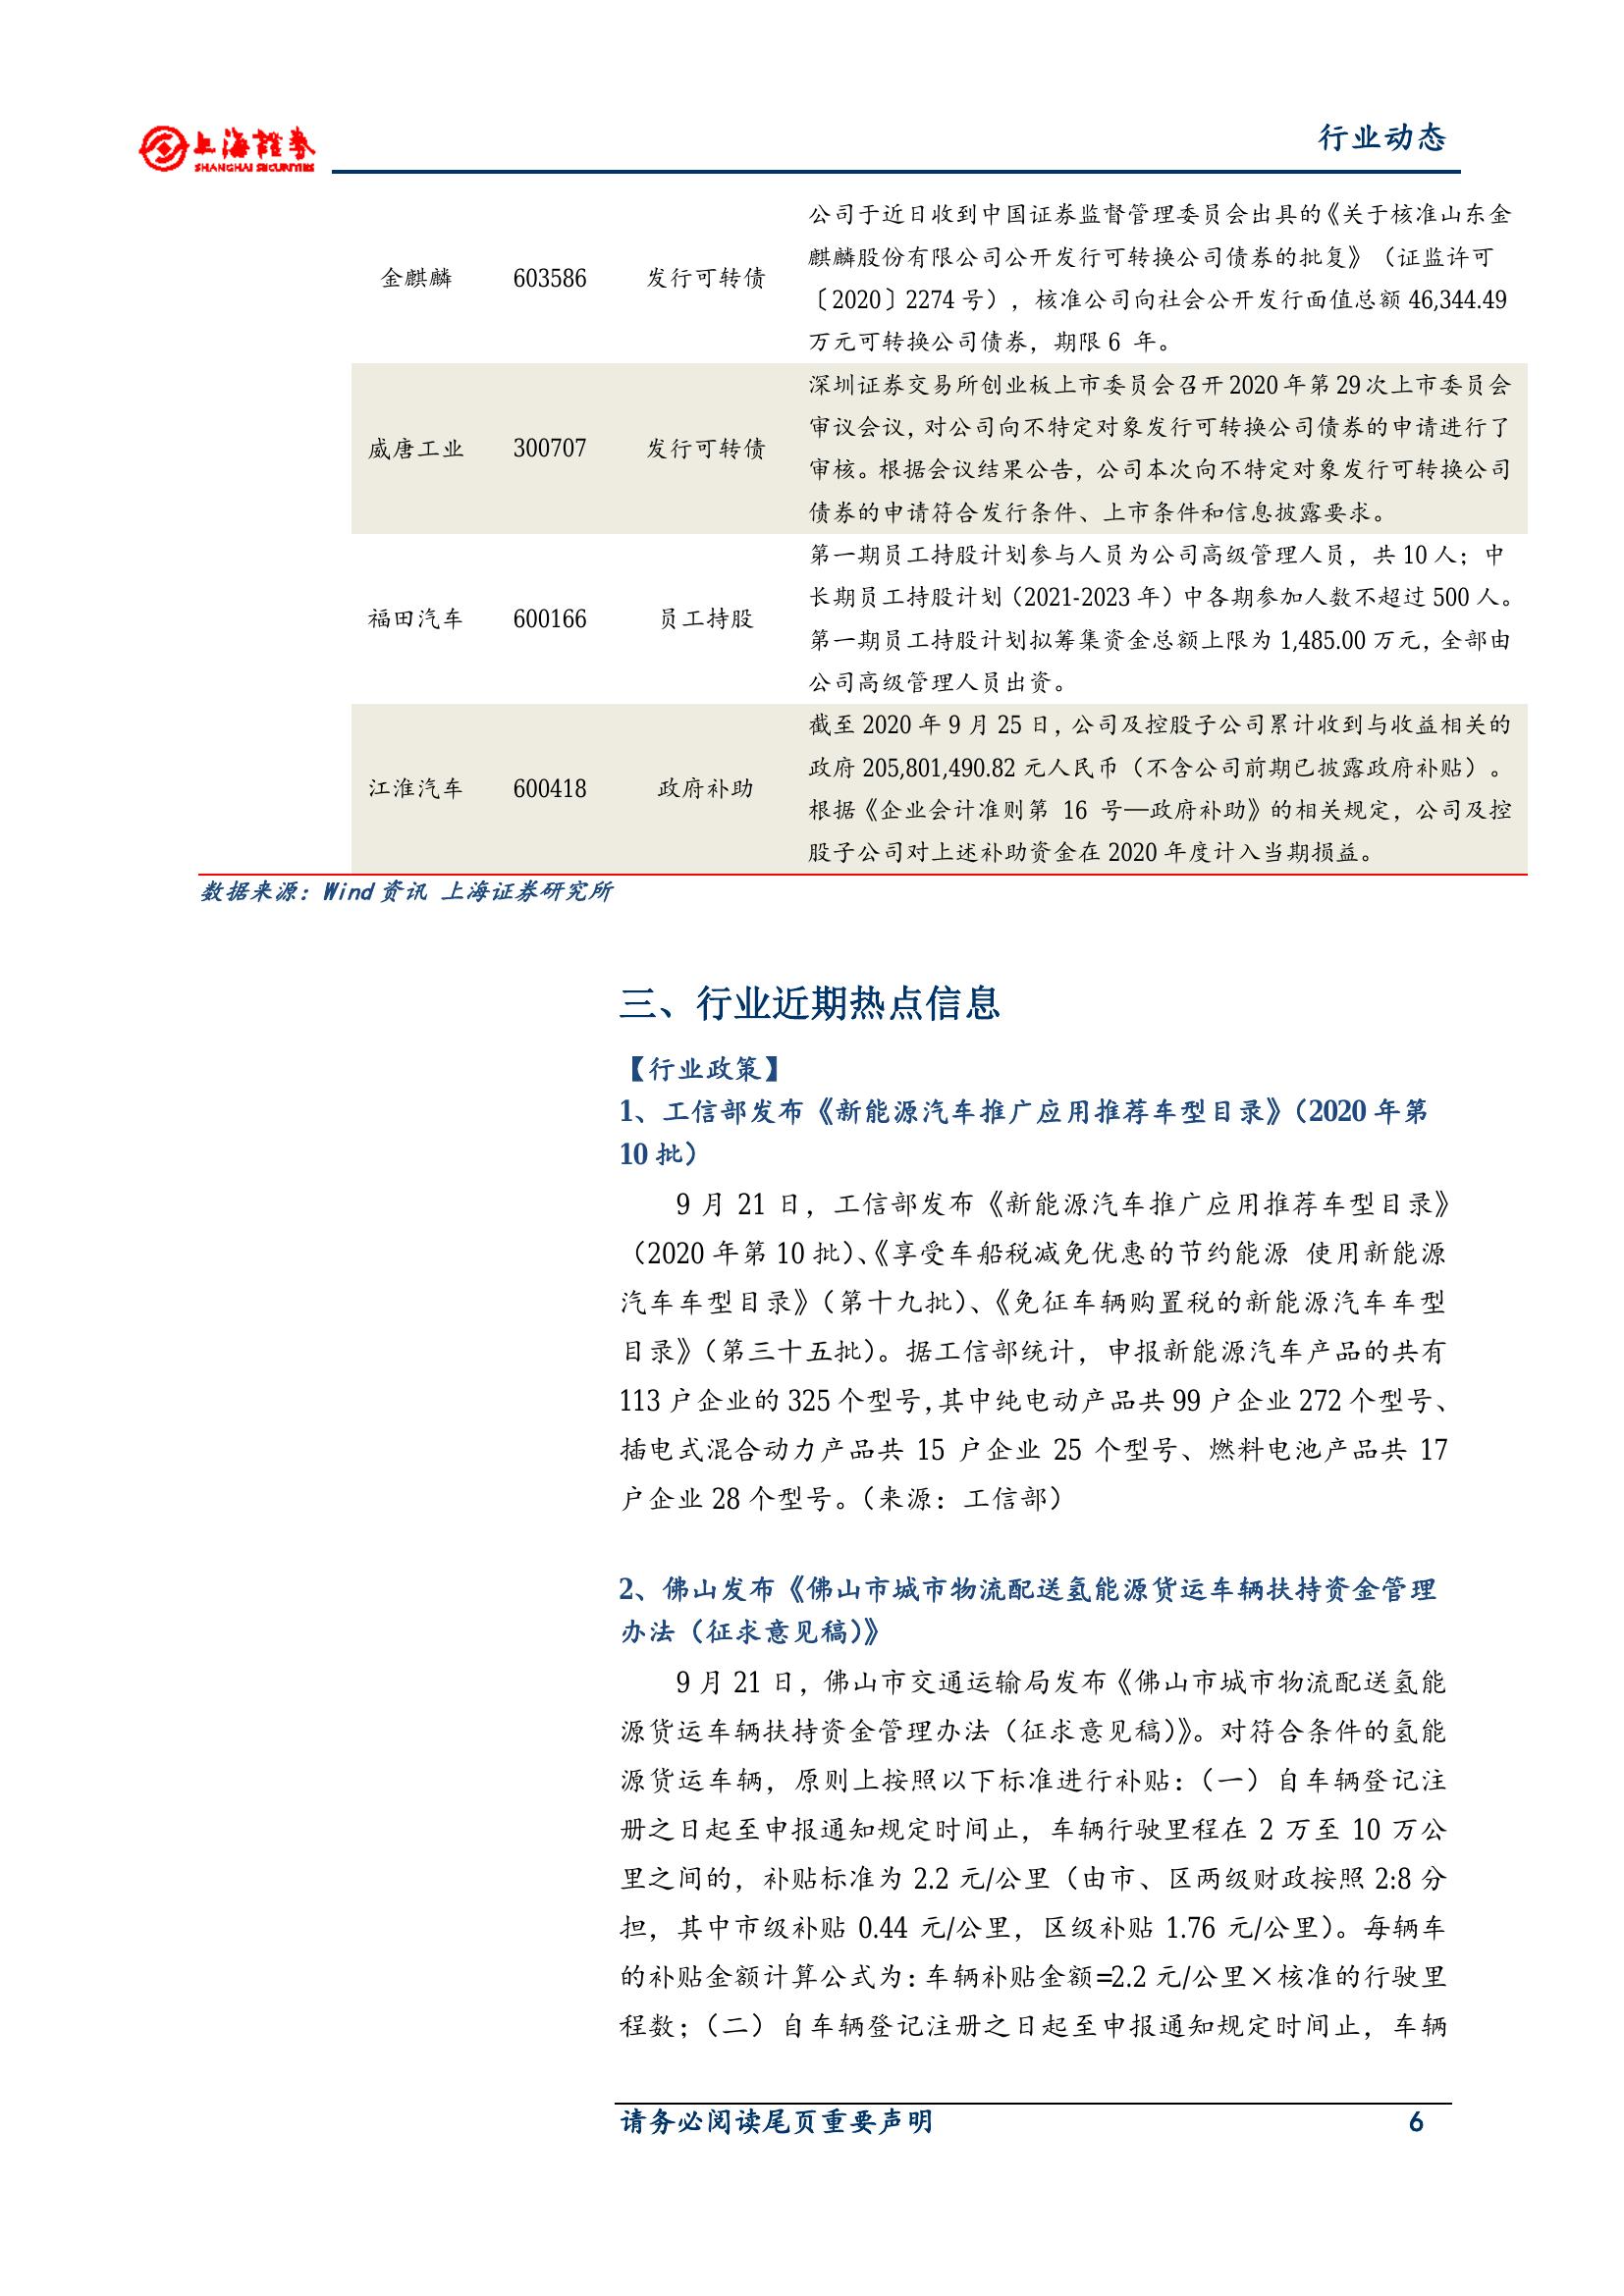 上海證券
SHANGHAI SECURITIES
行业动态
公司于近日收到中国证券监督管理委员会出具的《关于核准山东金
麒麟股份有限公司公开发行可转换公司债券的批复》（证监许可
金麒麟 603586 发行可转债
〔2020〕2274 号），核准公司向社会公开发行面值总额 46,344.49
万元可转换公司债券，期限 6 年。
深圳证券交易所创业板上市委员会召开 2020 年第 29 次上市委员会
审议会议，对公司向不特定对象发行可转换公司债券的申请进行了
威唐工业 300707 发行可转债
审核。根据会议结果公告，公司本次向不特定对象发行可转换公司
债券的申请符合发行条件、上市条件和信息披露要求。
第一期员工持股计划参与人员为公司高级管理人员，共 10 人；中
长期员工持股计划（2021-2023 年）中各期参加人数不超过 500 人。
福田汽车 600166 员工持股
第一期员工持股计划拟筹集资金总额上限为 1,485.00 万元，全部由
公司高级管理人员出资。
截至 2020 年 9 月 25 日，公司及控股子公司累计收到与收益相关的
政府 205,801,490.82 元人民币（不含公司前期已披露政府补贴）。
江淮汽车 600418 政府补助
根据《企业会计准则第 16 号—政府补助》的相关规定，公司及控
股子公司对上述补助资金在 2020 年度计入当期损益。
数据来源：Wind 资讯 上海证券研究所
三、行业近期热点信息
【行业政策】
1、工信部发布《新能源汽车推广应用推荐车型目录》（2020 年第
10 批）
9 月 21 日，工信部发布《新能源汽车推广应用推荐车型目录》
（2020 年第 10 批）、《享受车船税减免优惠的节约能源 使用新能源
汽车车型目录》（第十九批）、《免征车辆购置税的新能源汽车车型
目录》（第三十五批）。据工信部统计，申报新能源汽车产品的共有
113 户企业的 325 个型号，其中纯电动产品共 99 户企业 272 个型号、
插电式混合动力产品共 15 户企业 25 个型号、燃料电池产品共 17
户企业 28 个型号。（来源：工信部）
2、佛山发布《佛山市城市物流配送氢能源货运车辆扶持资金管理
办法（征求意见稿）》
9 月 21 日，佛山市交通运输局发布《佛山市城市物流配送氢能
源货运车辆扶持资金管理办法（征求意见稿）》。对符合条件的氢能
源货运车辆，原则上按照以下标准进行补贴：（一）自车辆登记注
册之日起至申报通知规定时间止，车辆行驶里程在 2 万至 10 万公
里之间的，补贴标准为 2.2 元/公里（由市、区两级财政按照 2:8 分
担，其中市级补贴 0.44 元/公里，区级补贴 1.76 元/公里）。每辆车
的补贴金额计算公式为：车辆补贴金额=2.2 元/公里×核准的行驶里
程数；（二）自车辆登记注册之日起至申报通知规定时间止，车辆
请务必阅读尾页重要声明 6